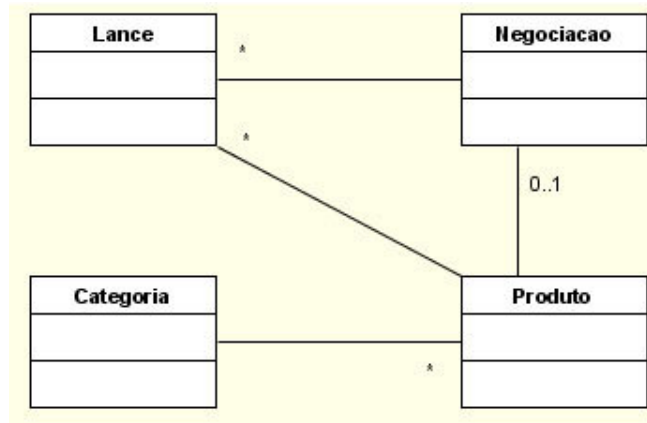 Lance
Negociacao
*
*
0..1
Categoria
Produto
*